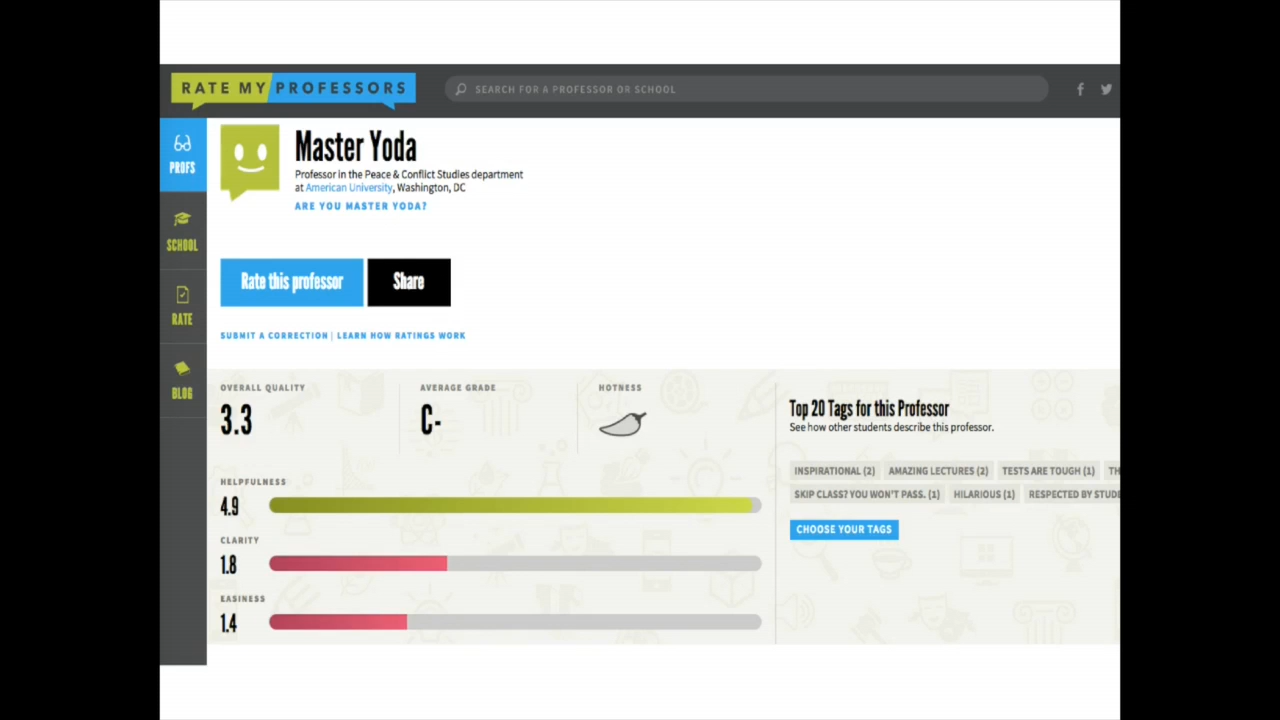 RATE MY PROFESSORS
SEARCH FOR A PROFESSOR OR SCHOOL
PROFS
SCHOOL
RATE
BLOG
Master Yoda
Professor in the Peace & Conflict Studies department
at American University, Washington, DC
ARE YOU MASTER YODA?
Rate this professor
Share
SUBMIT A CORRECTION | LEARN HOW RATINGS WORK
OVERALL QUALITY
3.3
AVERAGE GRADE
C-
HOTNESS
HELPFULNESS
4.9
CLARITY
1.8
EASINESS
1.4
Top 20 Tags for this Professor
See how other students describe this professor.
INSPIRATIONAL (2) AMAZING LECTURES (2) TESTS ARE TOUGH (1) TH
SKIP CLASS? YOU WON'T PASS. (1) HILARIOUS (1) RESPECTED BY STUDE
CHOOSE YOUR TAGS